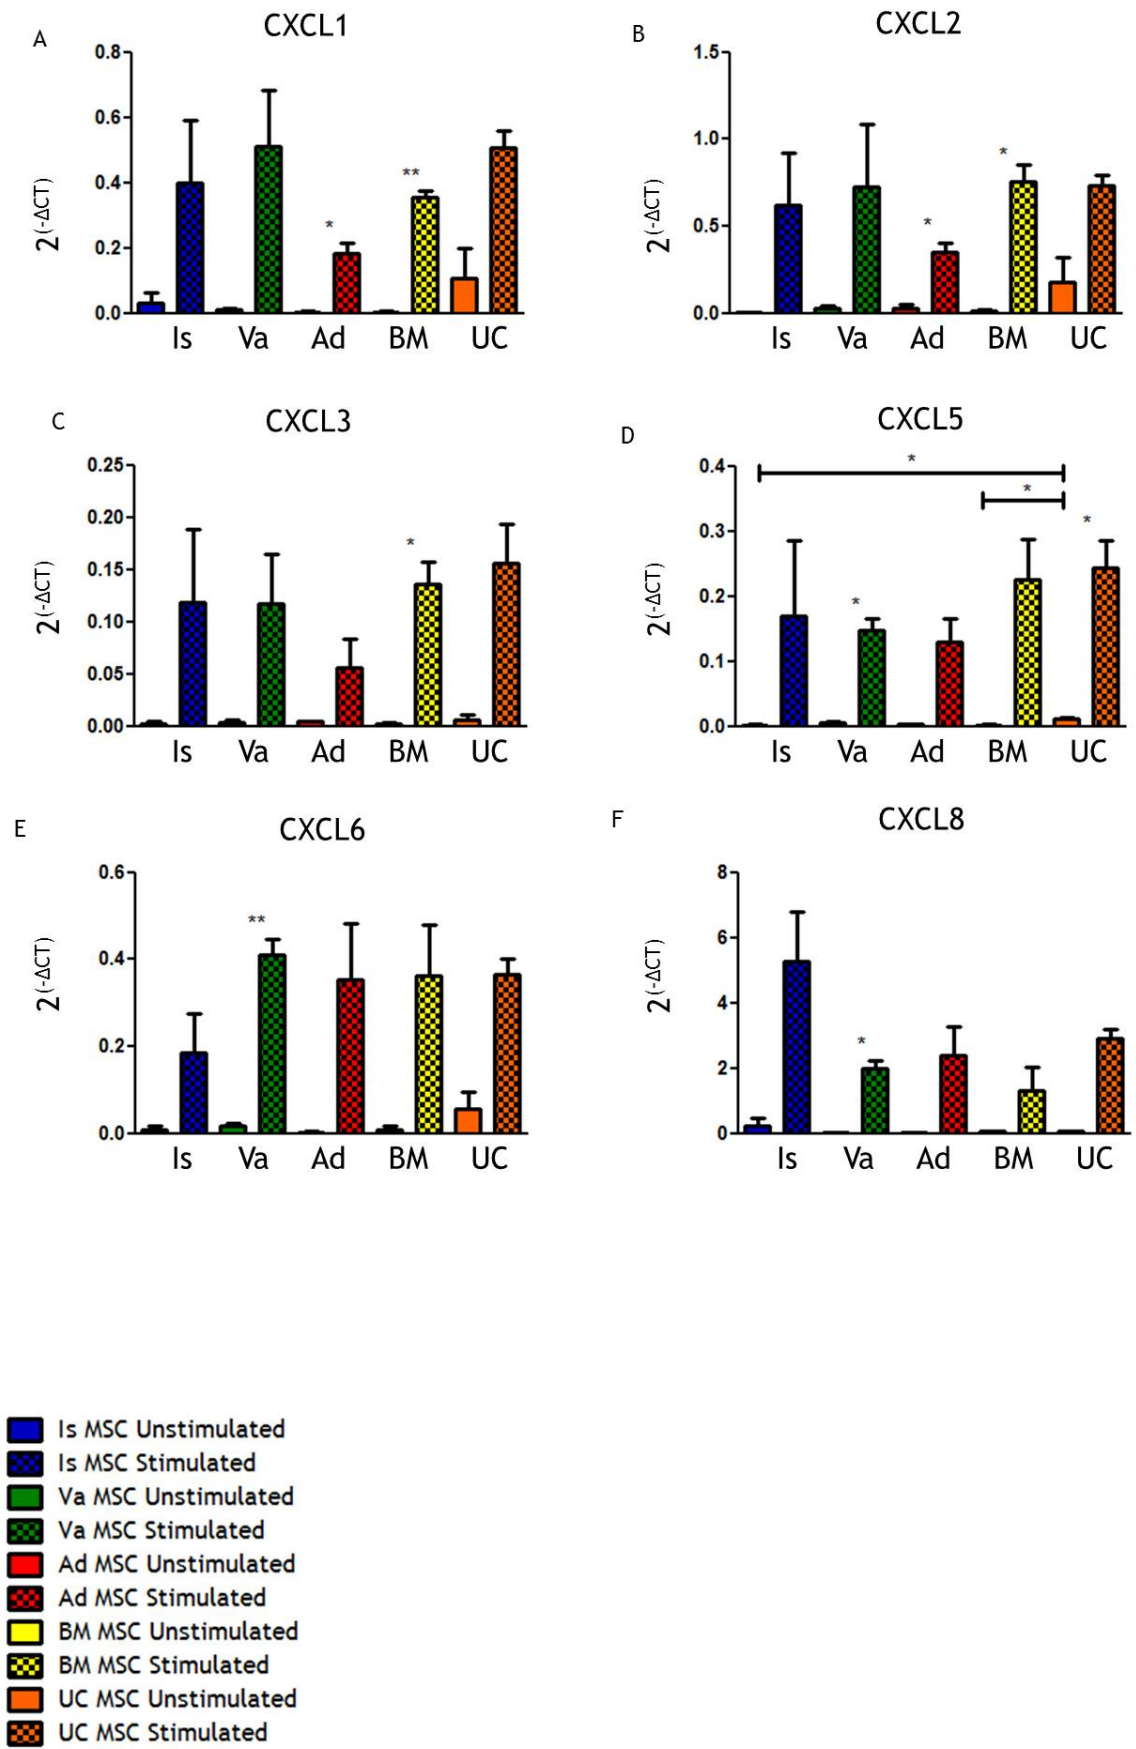 A
CXCL1
0.8
0.6
0.4
0.2
0.0
2(-ΔCT)
*
**
Is Va Ad BM UC
B
CXCL2
1.5
1.0
0.5
0.0
2(-ΔCT)
*
*
Is Va Ad BM UC
C
CXCL3
0.25
0.20
0.15
0.10
0.05
0.00
2(-ΔCT)
*
Is Va Ad BM UC
D
CXCL5
0.4
0.3
0.2
0.1
0.0
2(-ΔCT)
*
*
*
*
Is Va Ad BM UC
E
CXCL6
0.6
0.4
0.2
0.0
2(-ΔCT)
**
Is Va Ad BM UC
F
CXCL8
8
6
4
2
0
2(-ΔCT)
*
Is Va Ad BM UC
Is MSC Unstimulated
Is MSC Stimulated
Va MSC Unstimulated
Va MSC Stimulated
Ad MSC Unstimulated
Ad MSC Stimulated
BM MSC Unstimulated
BM MSC Stimulated
UC MSC Unstimulated
UC MSC Stimulated